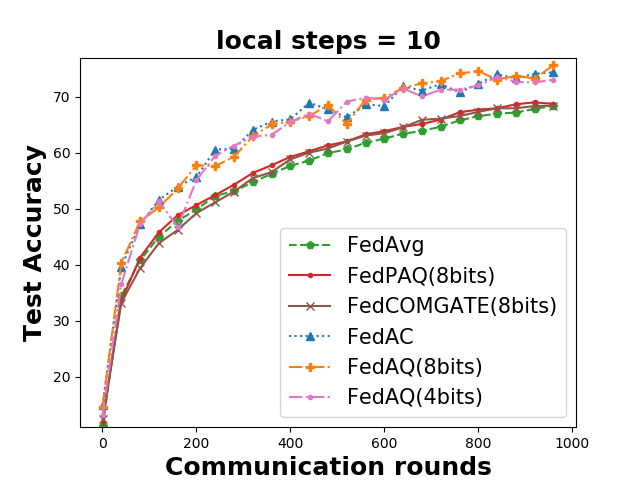 local steps = 10
Test Accuracy
70
60
50
40
30
20
FedAvg
FedPAQ(8bits)
FedCOMGATE(8bits)
FedAC
FedAQ(8bits)
FedAQ(4bits)
0 200 400 600 800 1000
Communication rounds